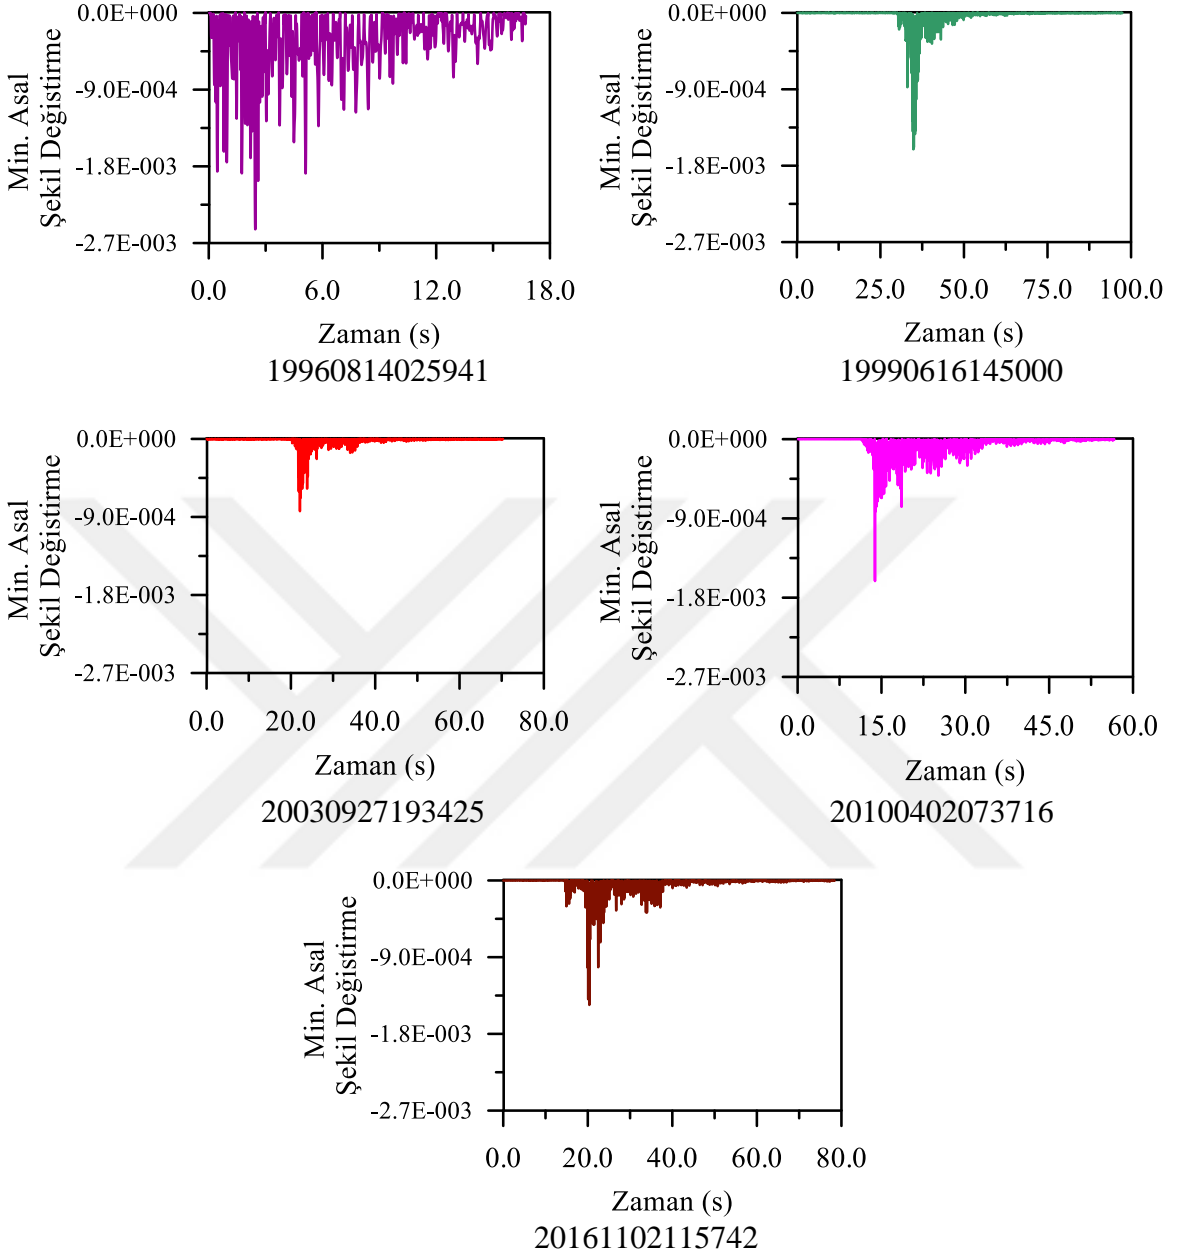 0.0E+000
-9.0E-004
-1.8E-003
-2.7E-003
Min. Asal
Şekil Değiştirme
0.0 6.0 12.0 18.0
Zaman (s)
19960814025941
0.0E+000
-9.0E-004
-1.8E-003
-2.7E-003
Min. Asal
Şekil Değiştirme
0.0 25.0 50.0 75.0 100.0
Zaman (s)
19990616145000
0.0E+000
-9.0E-004
-1.8E-003
-2.7E-003
Min. Asal
Şekil Değiştirme
0.0 20.0 40.0 60.0 80.0
Zaman (s)
20030927193425
0.0E+000
-9.0E-004
-1.8E-003
-2.7E-003
Min. Asal
Şekil Değiştirme
0.0 15.0 30.0 45.0 60.0
Zaman (s)
20100402073716
0.0E+000
-9.0E-004
-1.8E-003
-2.7E-003
Min. Asal
Şekil Değiştirme
0.0 20.0 40.0 60.0 80.0
Zaman (s)
20161102115742